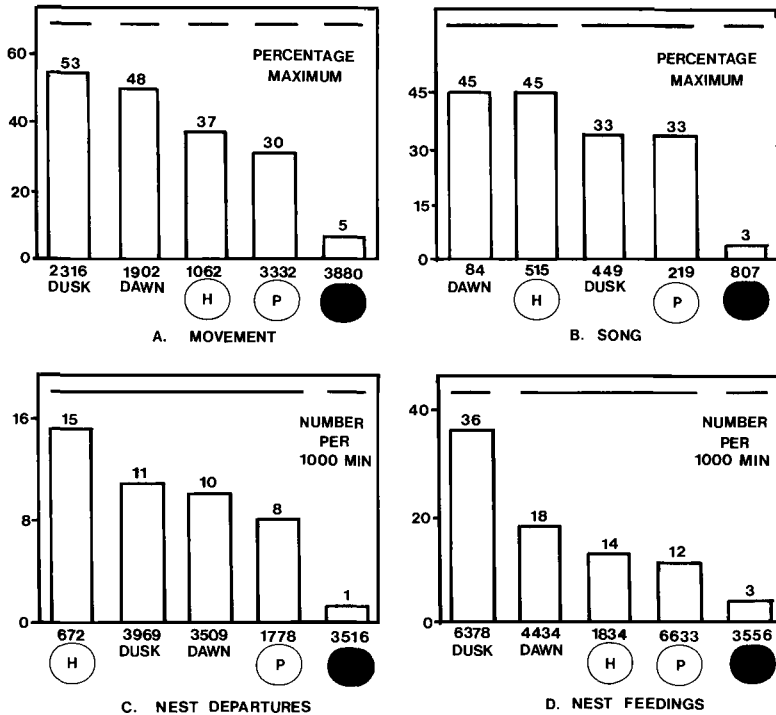 60
40
20
0
PERCENTAGE
MAXIMUM
53
48
37
30
5
2316
1902
1062
3332
3880
DUSK
DAWN
H
P
A. MOVEMENT
45
30
15
0
PERCENTAGE
MAXIMUM
45
45
33
33
3
84
515
449
219
807
DAWN
H
DUSK
P
B. SONG
16
8
0
NUMBER
PER
1000 MIN
15
11
10
8
1
672
3969
3509
1778
3516
H
DUSK
DAWN
P
C. NEST DEPARTURES
40
20
0
NUMBER
PER
1000 MIN
36
18
14
12
3
6378
4434
1834
6633
3556
DUSK
DAWN
H
P
D. NEST FEEDINGS